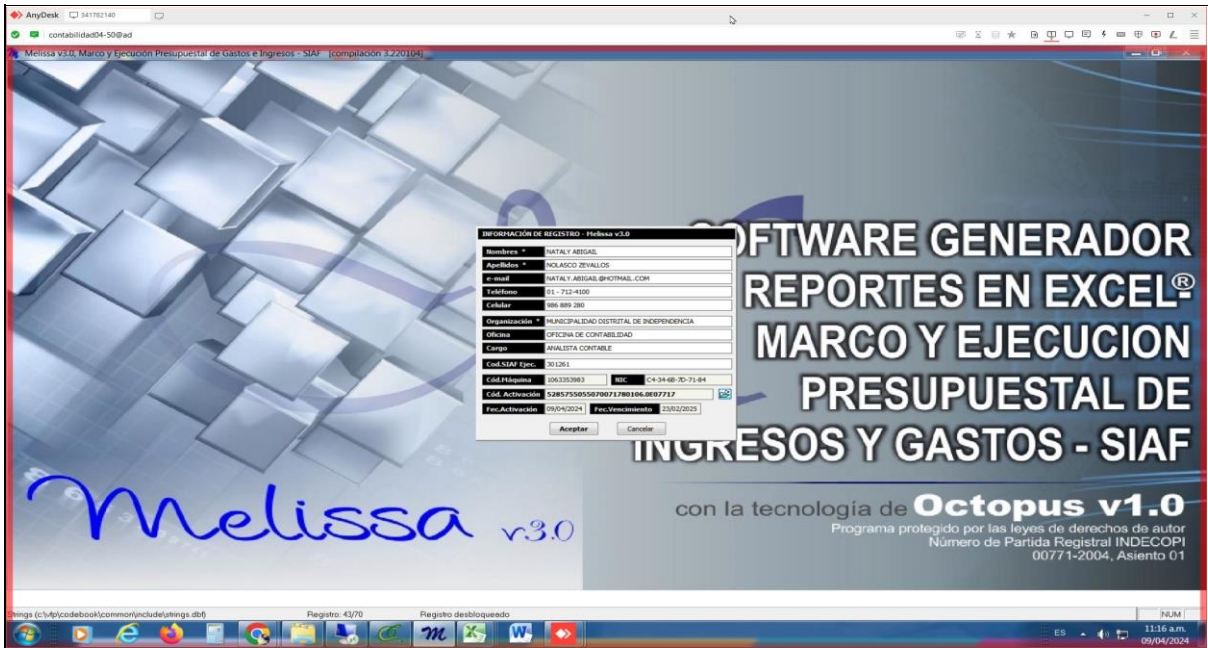 AnyDesk 341782140
contabilidad04-50@ad
Melissa v3.0, Marco y Ejecución Presupuestal de Gastos e Ingresos - SIAF [compilación 3.220104]
SOFTWARE GENERADOR
REPORTES EN EXCEL®
MARCO Y EJECUCION
PRESUPUESTAL DE
INGRESOS Y GASTOS - SIAF
INFORMACIÓN DE REGISTRO - Melissa v3.0
Nombres * NATALY ABIGAIL
Apellidos * NOLASCO ZEVALLOS
e-mail NATALY.ABIGAIL@HOTMAIL.COM
Teléfono 01 - 712-4100
Celular 986 889 280
Organización * MUNICIPALIDAD DISTRITAL DE INDEPENDENCIA
Oficina OFICINA DE CONTABILIDAD
Cargo ANALISTA CONTABLE
Cod.SIAF Ejec. 301261
Cód.Máquina 1063353983 NIC C4-34-6B-7D-71-84
Cód. Activación 5285755055070071780106.0E07717
Fec.Activación 09/04/2024 Fec.Vencimiento 23/02/2025
Aceptar Cancelar
Melissa v3.0
con la tecnología de Octopus v1.0
Programa protegido por las leyes de derechos de autor
Número de Partida Registral INDECOPI
00771-2004, Asiento 01
Strings (c:\vfp\codebook\common\include\strings.dbf) Registro: 43/70 Registro desbloqueado NUM
ES 11:16 a.m.
09/04/2024